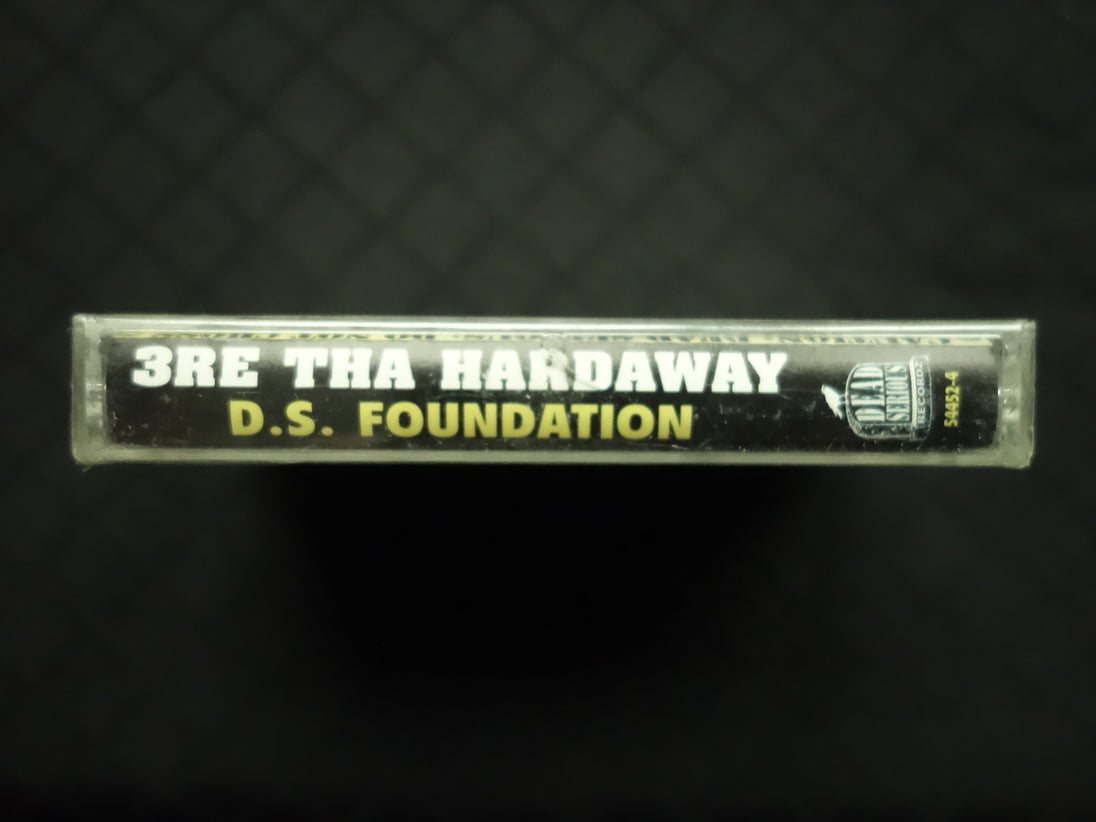 3RE THA HARDAWAY
D.S. FOUNDATION
DEAD
SERIOUS
RECORDZ
54452-4